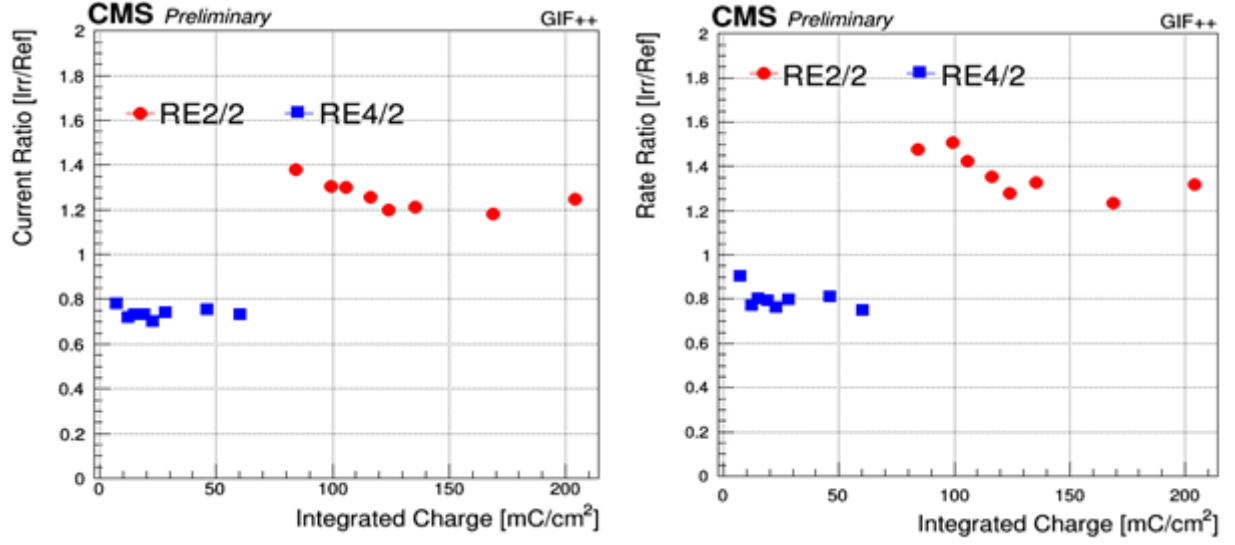 CMS Preliminary GIF++
Current Ratio [Irr/Ref]
2
1.8
1.6
1.4
1.2
1
0.8
0.6
0.4
0.2
0
RE2/2 RE4/2
0 50 100 150 200
Integrated Charge [mC/cm²]
CMS Preliminary GIF++
Rate Ratio [Irr/Ref]
2
1.8
1.6
1.4
1.2
1
0.8
0.6
0.4
0.2
0
RE2/2 RE4/2
0 50 100 150 200
Integrated Charge [mC/cm²]